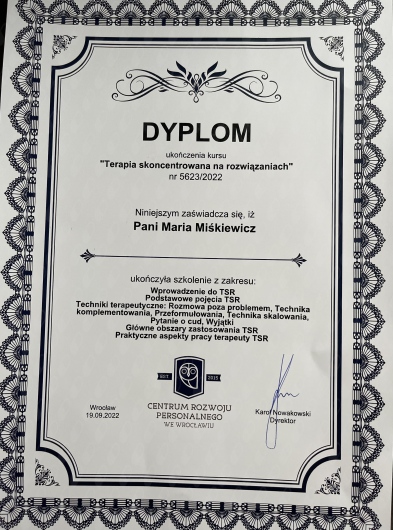 DYPLOM
ukończenia kursu
"Terapia skoncentrowana na rozwiązaniach"
nr 5623/2022
Niniejszym zaświadcza się, iż
Pani Maria Miśkiewicz
ukończyła szkolenie z zakresu:
Wprowadzenie do TSR
Podstawowe pojęcia TSR
Techniki terapeutyczne: Rozmowa poza problemem, Technika
komplementowania, Przeformułowania, Technika skalowania,
Pytanie o cud, Wyjątki
Główne obszary zastosowania TSR
Praktyczne aspekty pracy terapeuty TSR
CENTRUM ROZWOJU
PERSONALNEGO
WE WROCŁAWIU
Wrocław
19.09.2022
Karol Nowakowski
Dyrektor